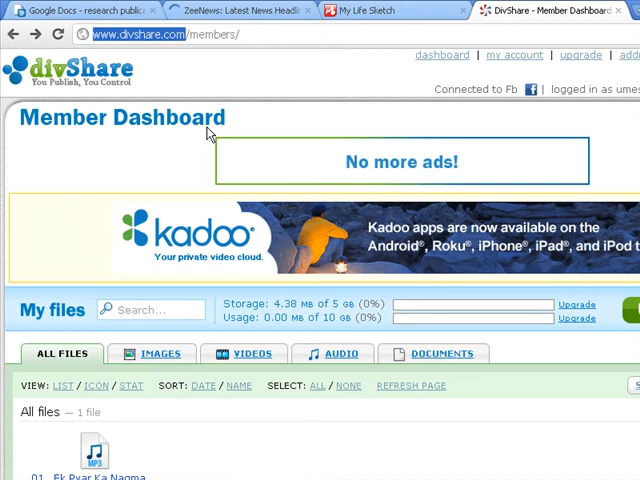 Google Docs - research publica
ZeeNews: Latest News Headlin
My Life Sketch
DivShare - Member Dashboard
www.divshare.com/members/
dashboard | my account | upgrade | addr
divShare
You Publish, You Control
Connected to Fb | logged in as umes
Member Dashboard
No more ads!
kadoo
Your private video cloud.
Kadoo apps are now available on the
Android®, Roku®, iPhone®, iPad®, and iPod t
My files
Search...
Storage: 4.38 MB of 5 GB (0%)
Upgrade
Usage: 0.00 MB of 10 GB (0%)
Upgrade
ALL FILES
IMAGES
VIDEOS
AUDIO
DOCUMENTS
VIEW: LIST / ICON / STAT SORT: DATE / NAME SELECT: ALL / NONE REFRESH PAGE
All files — 1 file
MP3
01 Ek Pyar Ka Nagma